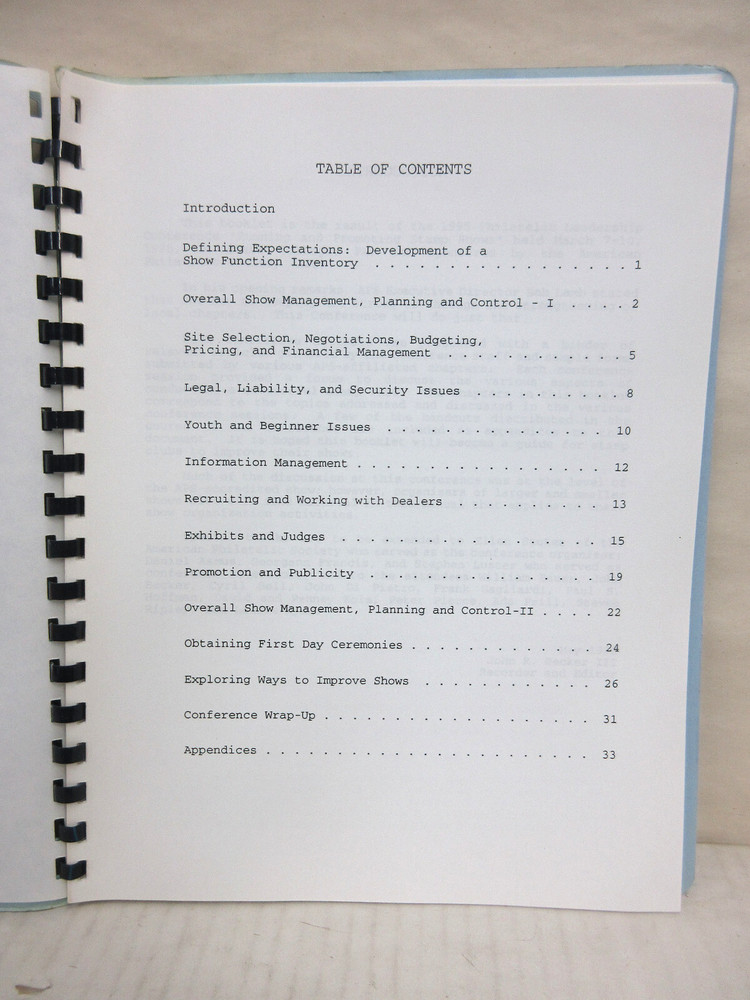 TABLE OF CONTENTS
Introduction
Defining Expectations: Development of a
Show Function Inventory . . . . . . . . . . . . . . . . . 1
Overall Show Management, Planning and Control - I . . . . 2
Site Selection, Negotiations, Budgeting,
Pricing, and Financial Management . . . . . . . . . . . . 5
Legal, Liability, and Security Issues . . . . . . . . . . 8
Youth and Beginner Issues . . . . . . . . . . . . . . . 10
Information Management . . . . . . . . . . . . . . . . . 12
Recruiting and Working with Dealers . . . . . . . . . . 13
Exhibits and Judges . . . . . . . . . . . . . . . . . . 15
Promotion and Publicity . . . . . . . . . . . . . . . . 19
Overall Show Management, Planning and Control-II . . . . 22
Obtaining First Day Ceremonies . . . . . . . . . . . . . 24
Exploring Ways to Improve Shows . . . . . . . . . . . . 26
Conference Wrap-Up . . . . . . . . . . . . . . . . . . . 31
Appendices . . . . . . . . . . . . . . . . . . . . . . . 33